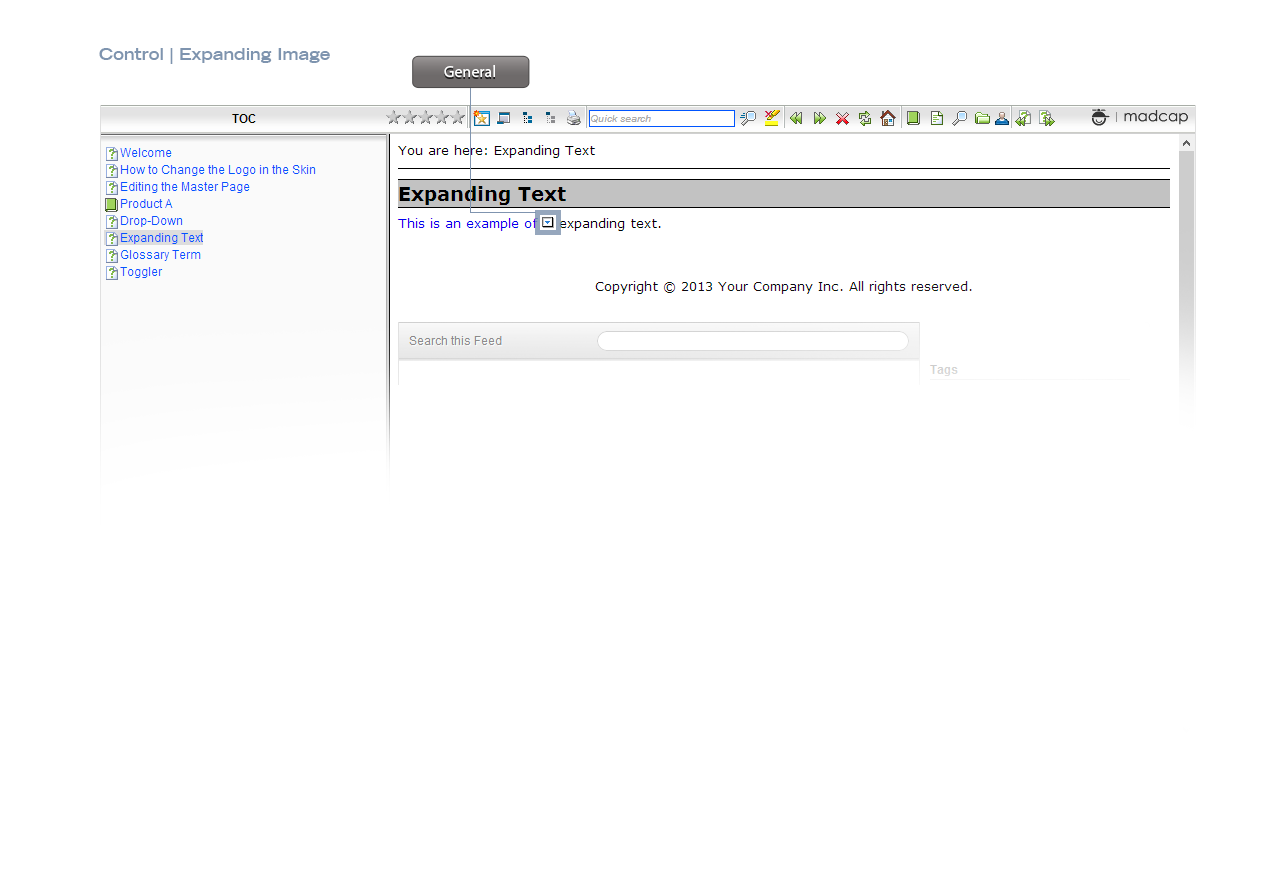 Control | Expanding Image
General
TOC
Quick search
madcap
Welcome
How to Change the Logo in the Skin
Editing the Master Page
Product A
Drop-Down
Expanding Text
Glossary Term
Toggler
You are here: Expanding Text
Expanding Text
This is an example of expanding text.
Copyright © 2013 Your Company Inc. All rights reserved.
Search this Feed
Tags